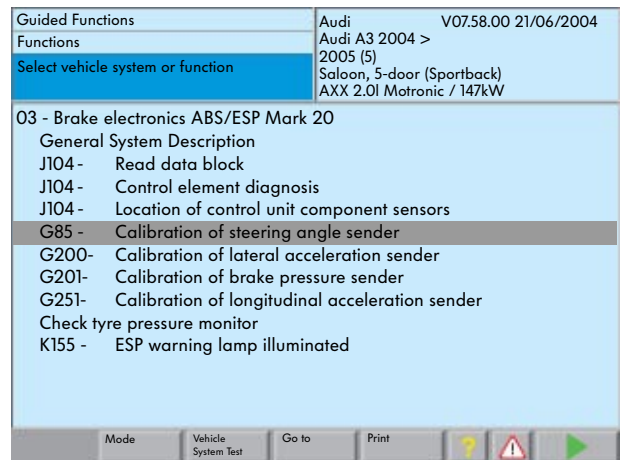 Guided Functions
Functions
Select vehicle system or function
Audi V07.58.00 21/06/2004
Audi A3 2004 >
2005 (5)
Saloon, 5-door (Sportback)
AXX 2.0l Motronic / 147kW
03 - Brake electronics ABS/ESP Mark 20
General System Description
J104 - Read data block
J104 - Control element diagnosis
J104 - Location of control unit component sensors
G85 - Calibration of steering angle sender
G200- Calibration of lateral acceleration sender
G201- Calibration of brake pressure sender
G251- Calibration of longitudinal acceleration sender
Check tyre pressure monitor
K155 - ESP warning lamp illuminated
Mode
Vehicle
System Test
Go to
Print
?
!